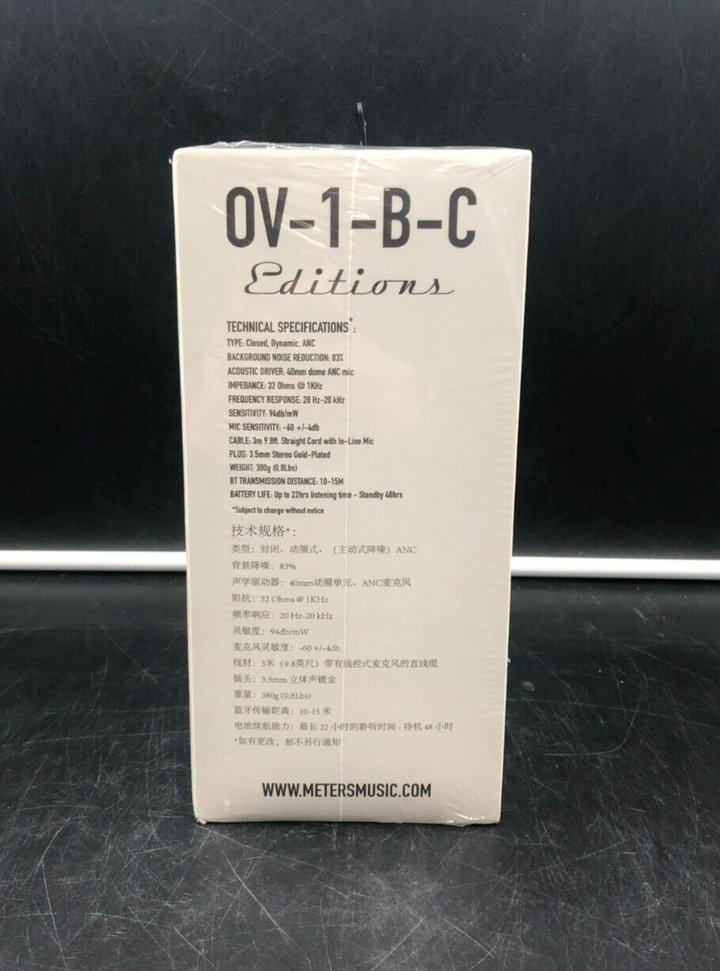 OV-1-B-C
Editions
TECHNICAL SPECIFICATIONS*:
TYPE: Closed, Dynamic, ANC
BACKGROUND NOISE REDUCTION: 83%
ACOUSTIC DRIVER: 40mm dome ANC mic
IMPEDANCE: 32 Ohms @ 1KHz
FREQUENCY RESPONSE: 20 Hz-20 kHz
SENSITIVITY: 94db/mW
MIC SENSITIVITY: -60 +/-4db
CABLE: 3m 9.8ft. Straight Cord with In-Line Mic
PLUG: 3.5mm Stereo Gold-Plated
WEIGHT: 380g (0.8Lbs)
BT TRANSMISSION DISTANCE: 10-15M
BATTERY LIFE: Up to 22hrs listening time - Standby 48hrs
*Subject to change without notice
技术规格*:
类型：封闭、动圈式、（主动式降噪）ANC
背景降噪：83%
声学驱动器：40mm动圈单元、ANC麦克风
阻抗：32 Ohms @ 1KHz
频率响应：20 Hz-20 kHz
灵敏度：94db/mW
麦克风灵敏度：-60 +/-4db
线材：3米（9.8英尺）带有线控式麦克风的直线缆
插头：3.5mm 立体声镀金
重量：380g (0.8Lbs)
蓝牙传输距离：10-15 米
电池续航能力：最长 22 小时的聆听时间 - 待机 48 小时
*如有更改，恕不另行通知
WWW.METERSMUSIC.COM